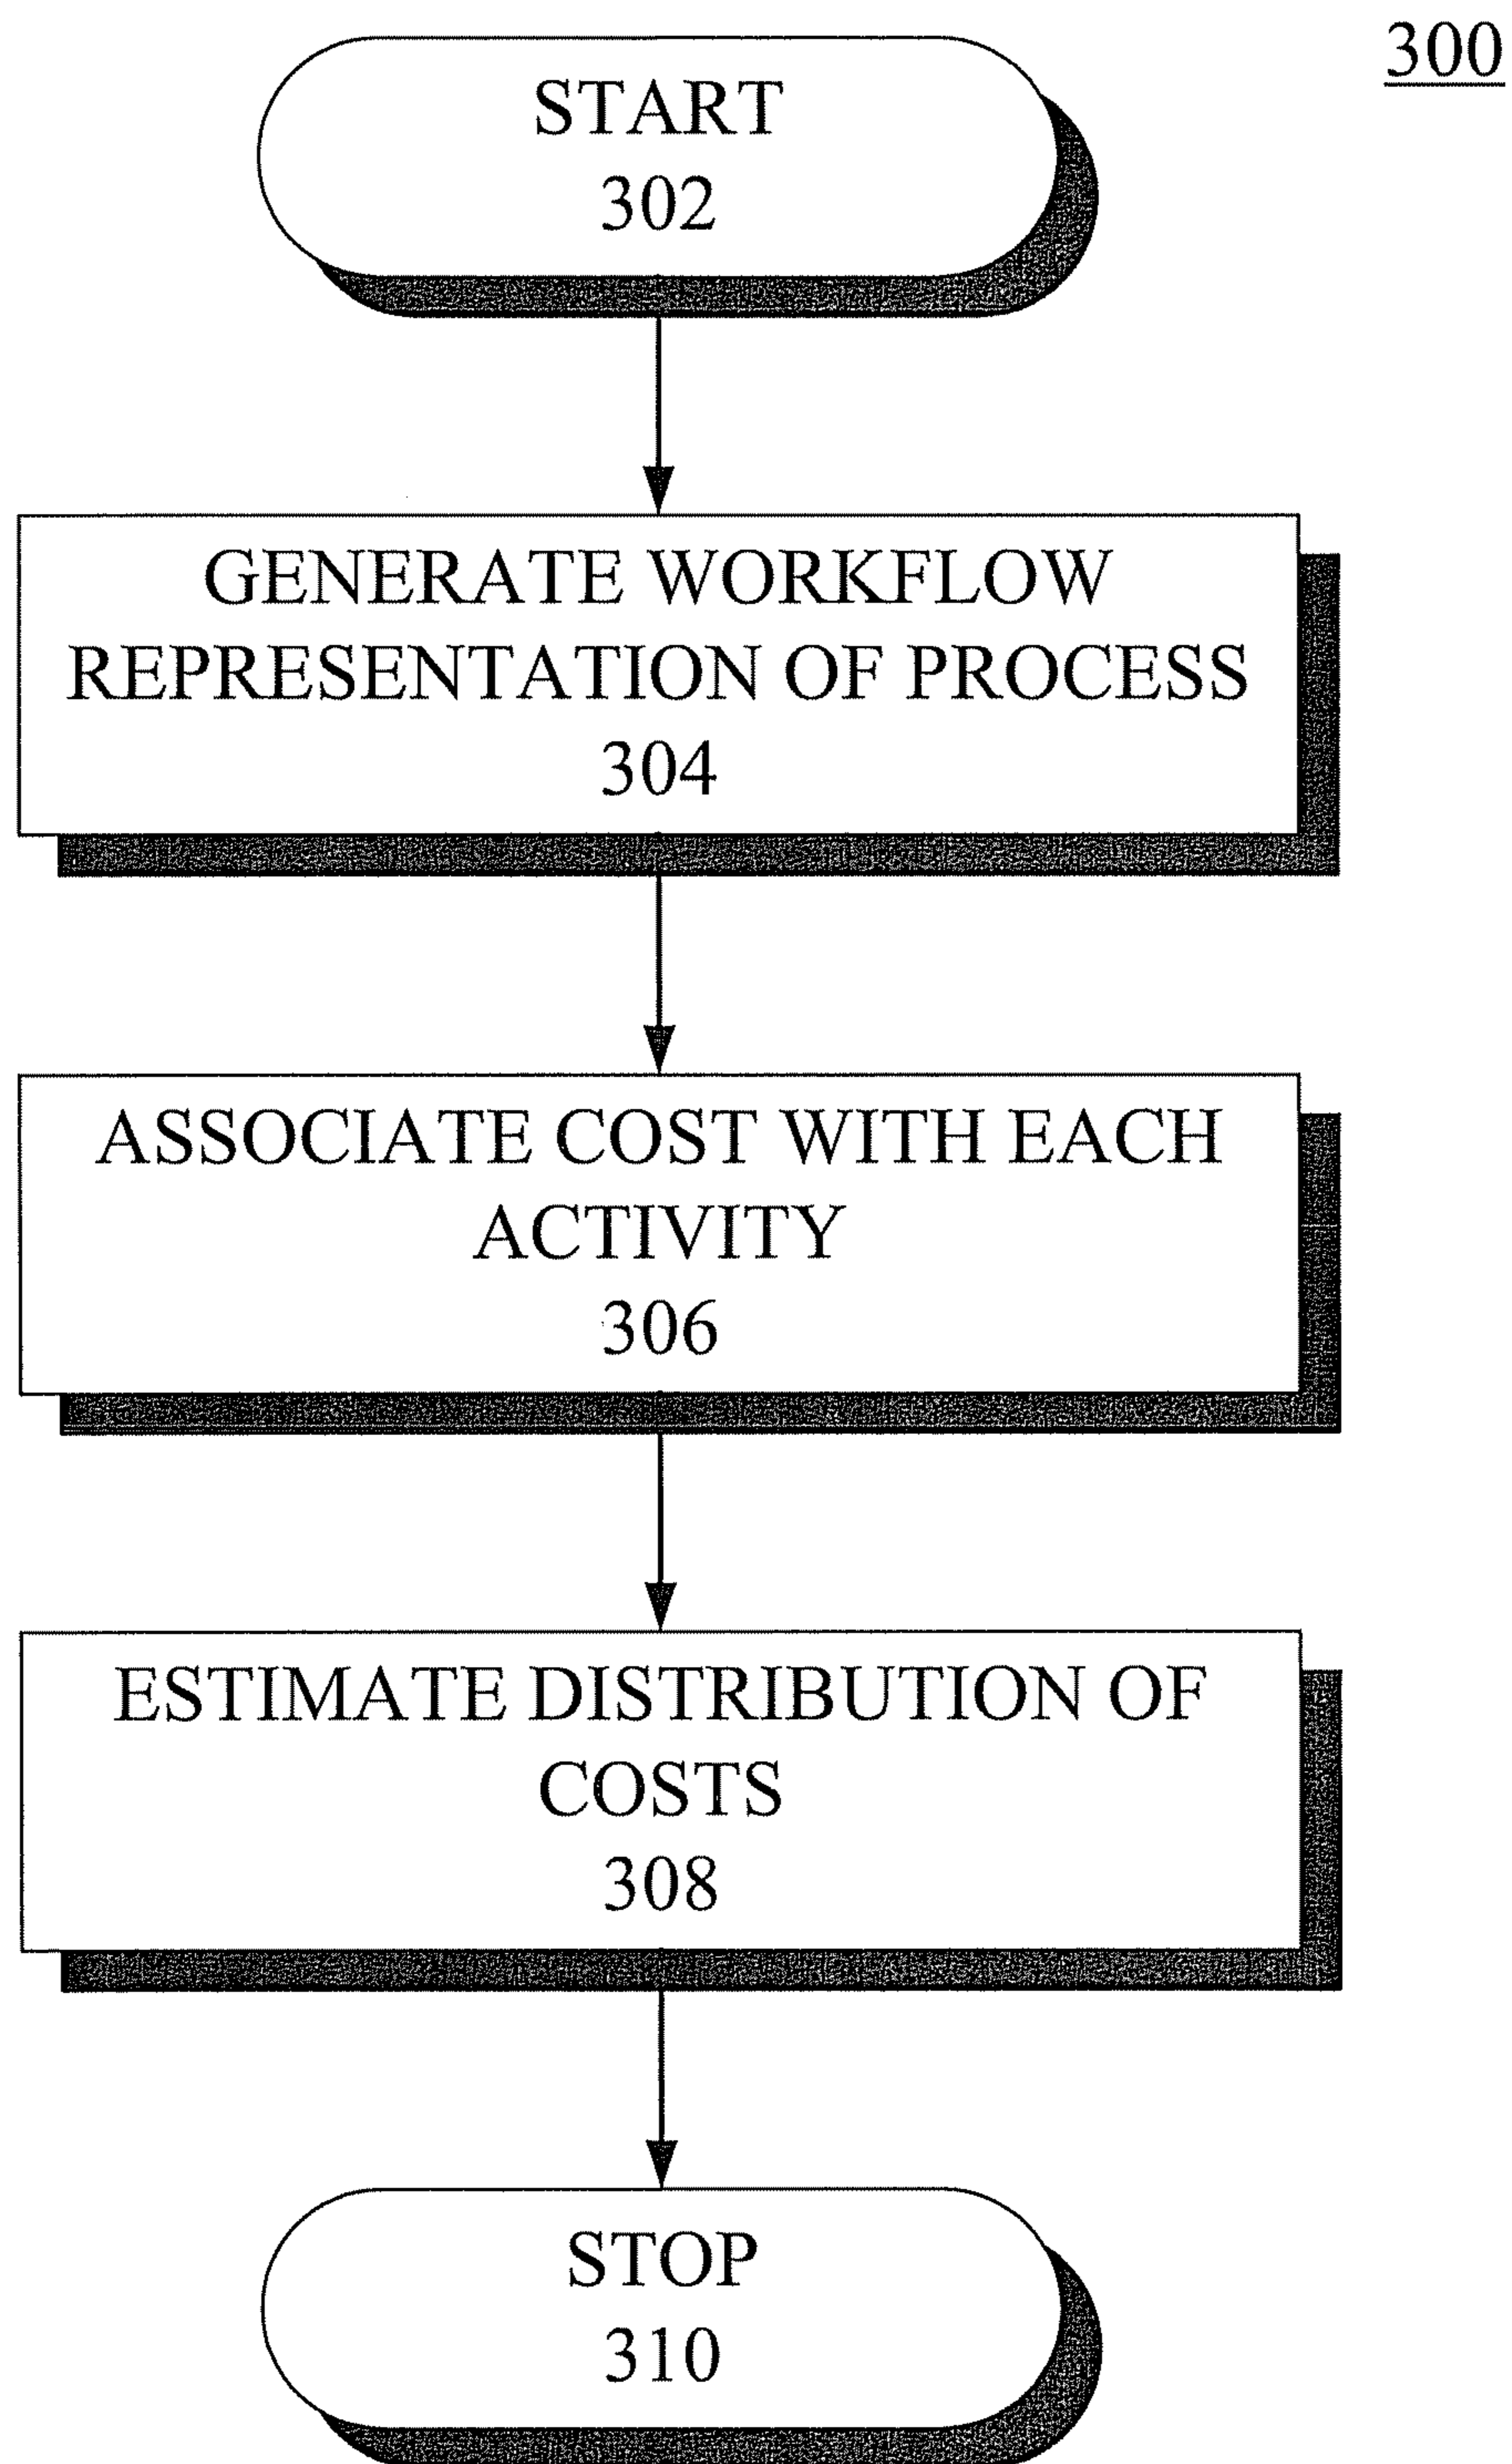 300
START
302
GENERATE WORKFLOW
REPRESENTATION OF PROCESS
304
ASSOCIATE COST WITH EACH
ACTIVITY
306
ESTIMATE DISTRIBUTION OF
COSTS
308
STOP
310